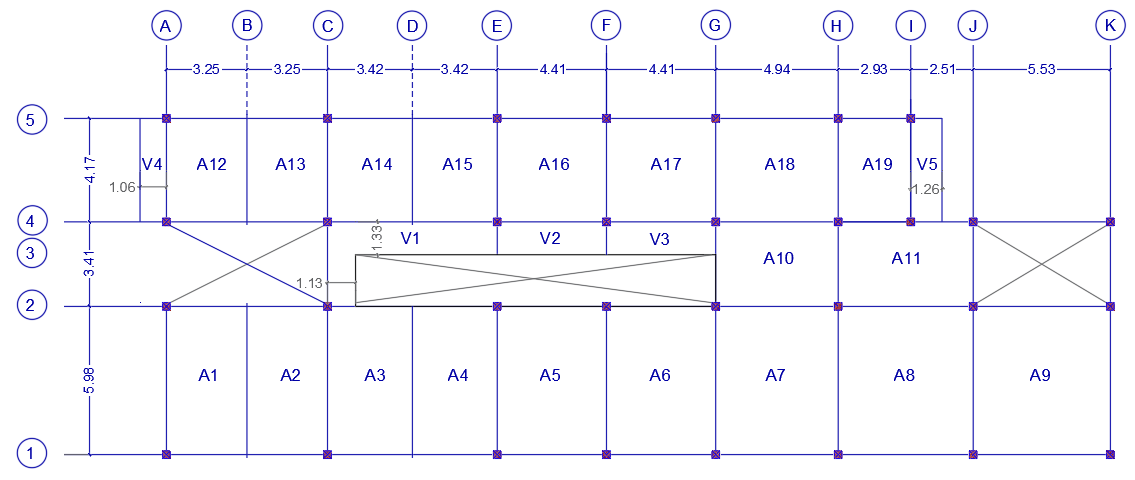 A B C D E F G H I J K
3.25 3.25 3.42 3.42 4.41 4.41 4.94 2.93 2.51 5.53
5
4.17 V4 A12 A13 A14 A15 A16 A17 A18 A19 V5
1.06 1.26
4
1.33 V1 V2 V3
3
3.41 A10 A11
1.13
2
5.98 A1 A2 A3 A4 A5 A6 A7 A8 A9
1